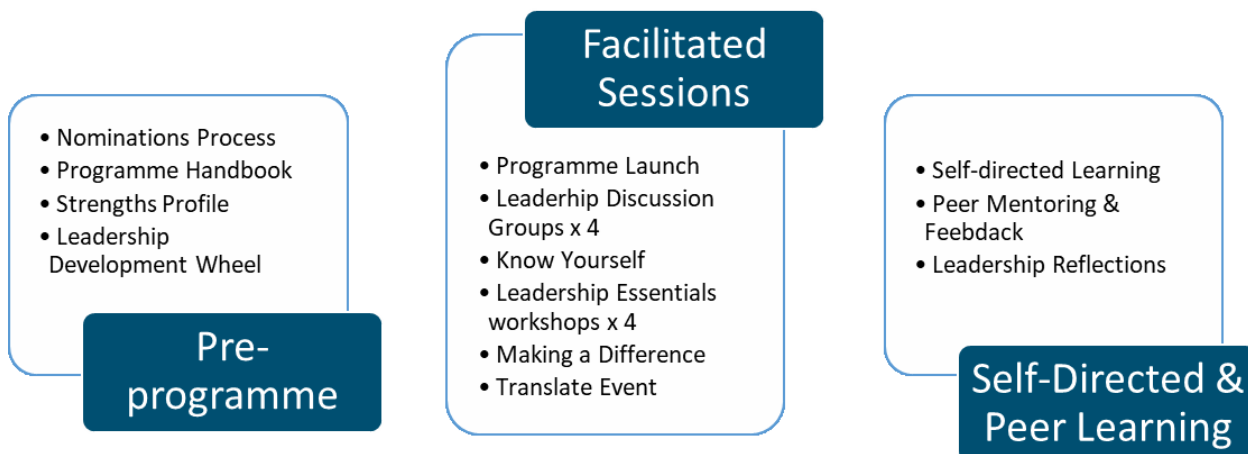 • Nominations Process
• Programme Handbook
• Strengths Profile
• Leadership
Development Wheel
Pre-
programme
Facilitated
Sessions
• Programme Launch
• Leaderhip Discussion
Groups x 4
• Know Yourself
• Leadership Essentials
workshops x 4
• Making a Difference
• Translate Event
• Self-directed Learning
• Peer Mentoring &
Feebdack
• Leadership Reflections
Self-Directed &
Peer Learning